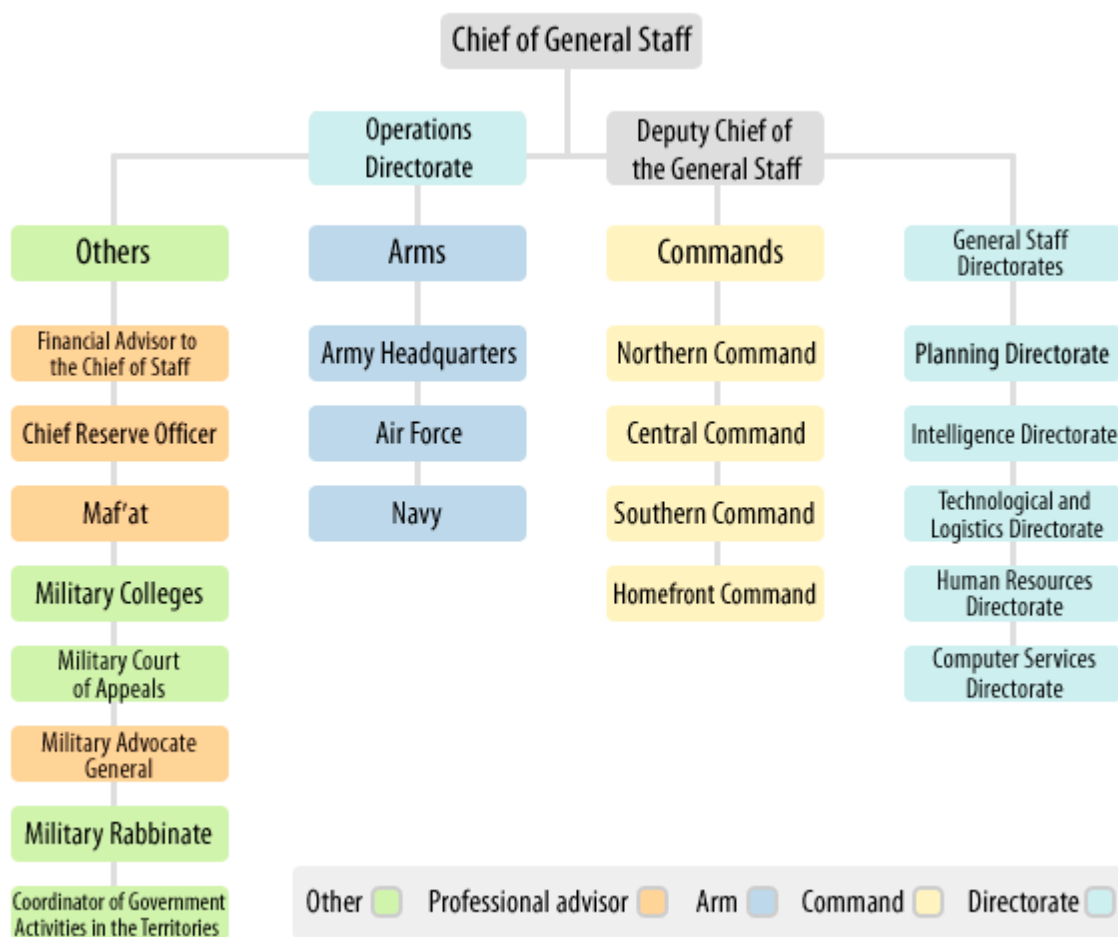 Chief of General Staff
Operations
Directorate
Deputy Chief of
the General Staff
Others
Arms
Commands
General Staff
Directorates
Financial Advisor to
the Chief of Staff
Army Headquarters
Northern Command
Planning Directorate
Chief Reserve Officer
Air Force
Central Command
Intelligence Directorate
Maf'at
Navy
Southern Command
Technological and
Logistics Directorate
Military Colleges
Homefront Command
Human Resources
Directorate
Military Court
of Appeals
Computer Services
Directorate
Military Advocate
General
Military Rabbinate
Coordinator of Government
Activities in the Territories
Other Professional advisor Arm Command Directorate